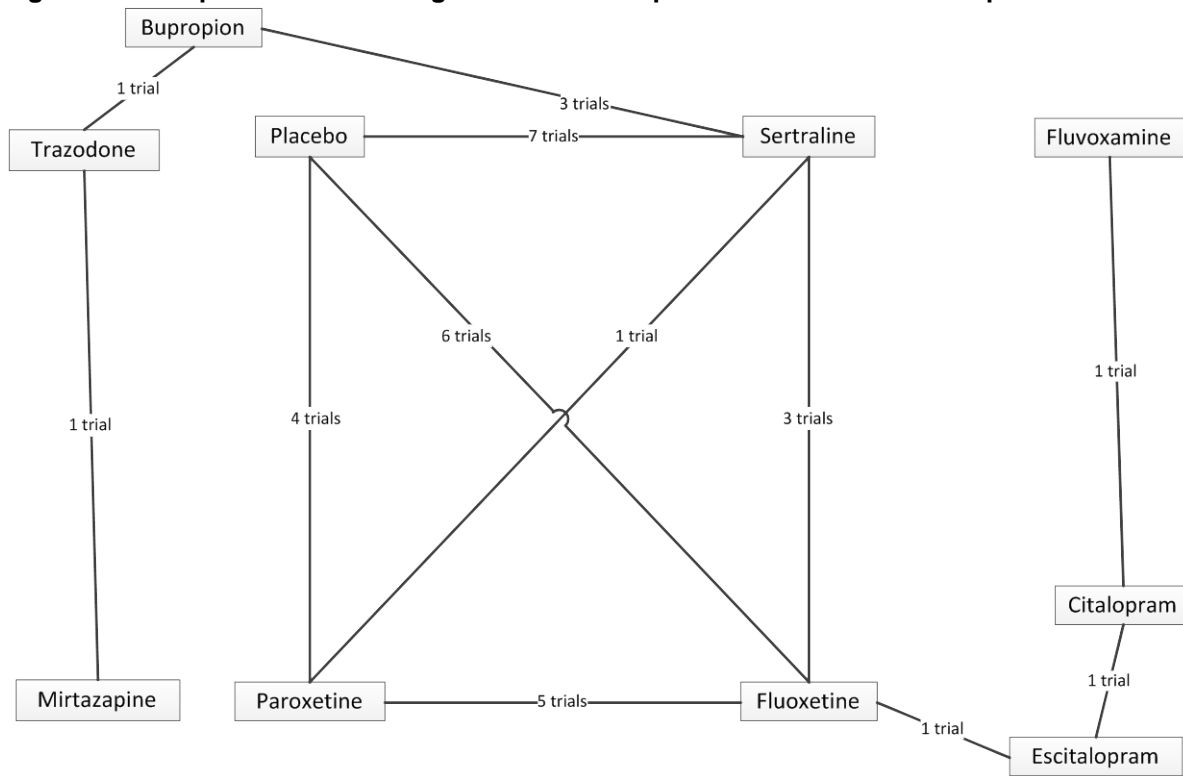 Bupropion
1 trial
3 trials
Placebo
7 trials
Sertraline
Fluvoxamine
Trazodone
6 trials
1 trial
1 trial
4 trials
3 trials
1 trial
Citalopram
1 trial
Mirtazapine
Paroxetine
5 trials
Fluoxetine
1 trial
Escitalopram